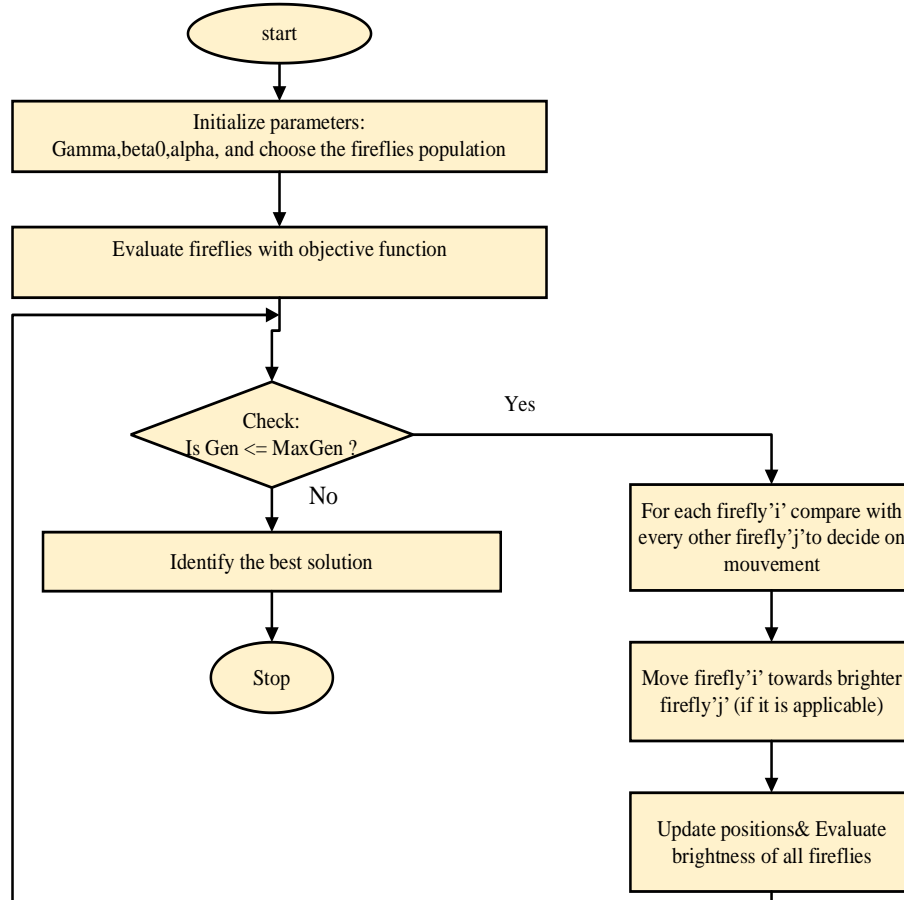 start
Initialize parameters:
Gamma,beta0,alpha, and choose the fireflies population
Evaluate fireflies with objective function
Check:
Is Gen <= MaxGen ?
Yes
No
Identify the best solution
Stop
For each firefly’i’ compare with
every other firefly’j’to decide on
mouvement
Move firefly’i’ towards brighter
firefly’j’ (if it is applicable)
Update positions& Evaluate
brightness of all fireflies